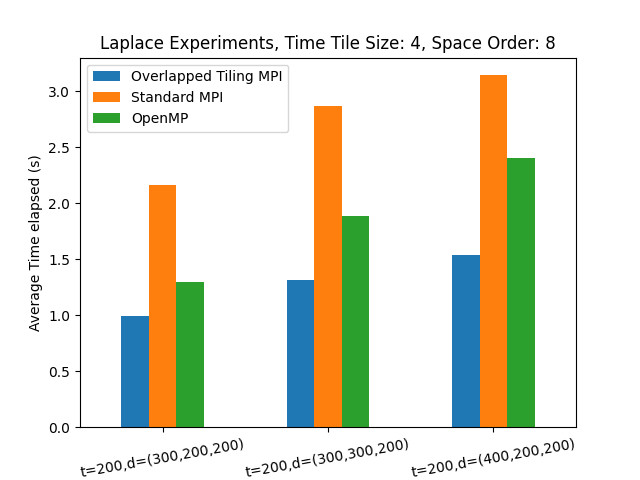 Laplace Experiments, Time Tile Size: 4, Space Order: 8
Overlapped Tiling MPI
Standard MPI
OpenMP
Average Time elapsed (s)
3.0
2.5
2.0
1.5
1.0
0.5
0.0
t=200,d=(300,200,200)
t=200,d=(300,300,200)
t=200,d=(400,200,200)